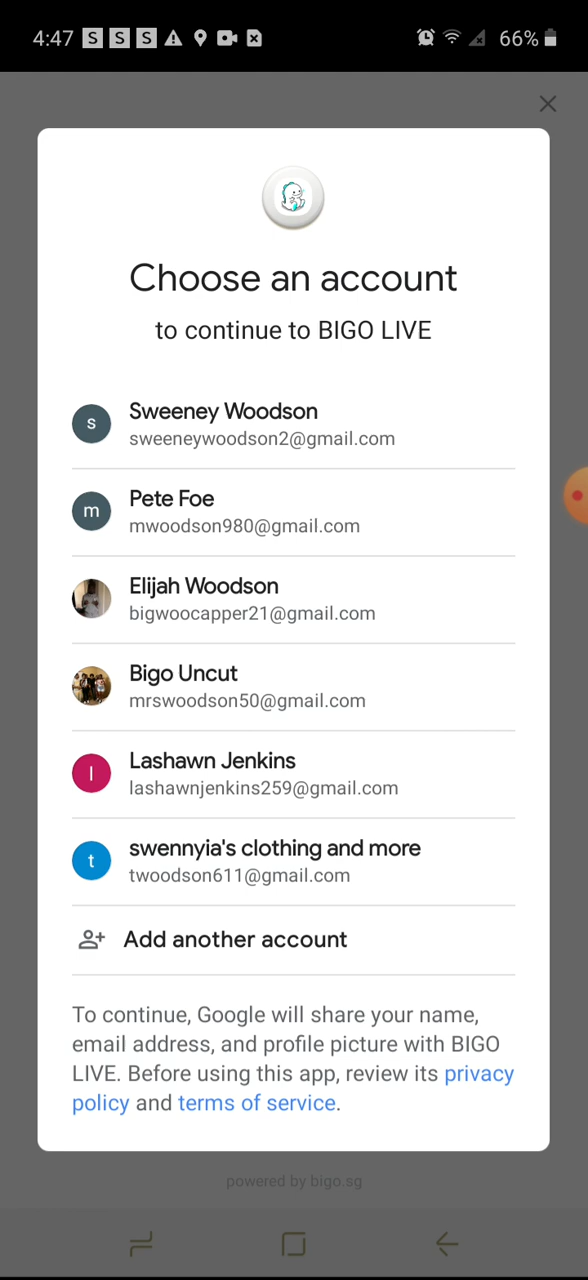 4:47 S S S 66%
Choose an account
to continue to BIGO LIVE
s
Sweeney Woodson
sweeneywoodson2@gmail.com
m
Pete Foe
mwoodson980@gmail.com
Elijah Woodson
bigwoocapper21@gmail.com
Bigo Uncut
mrswoodson50@gmail.com
l
Lashawn Jenkins
lashawnjenkins259@gmail.com
t
swennyia's clothing and more
twoodson611@gmail.com
Add another account
To continue, Google will share your name,
email address, and profile picture with BIGO
LIVE. Before using this app, review its privacy
policy and terms of service.
powered by bigo.sg